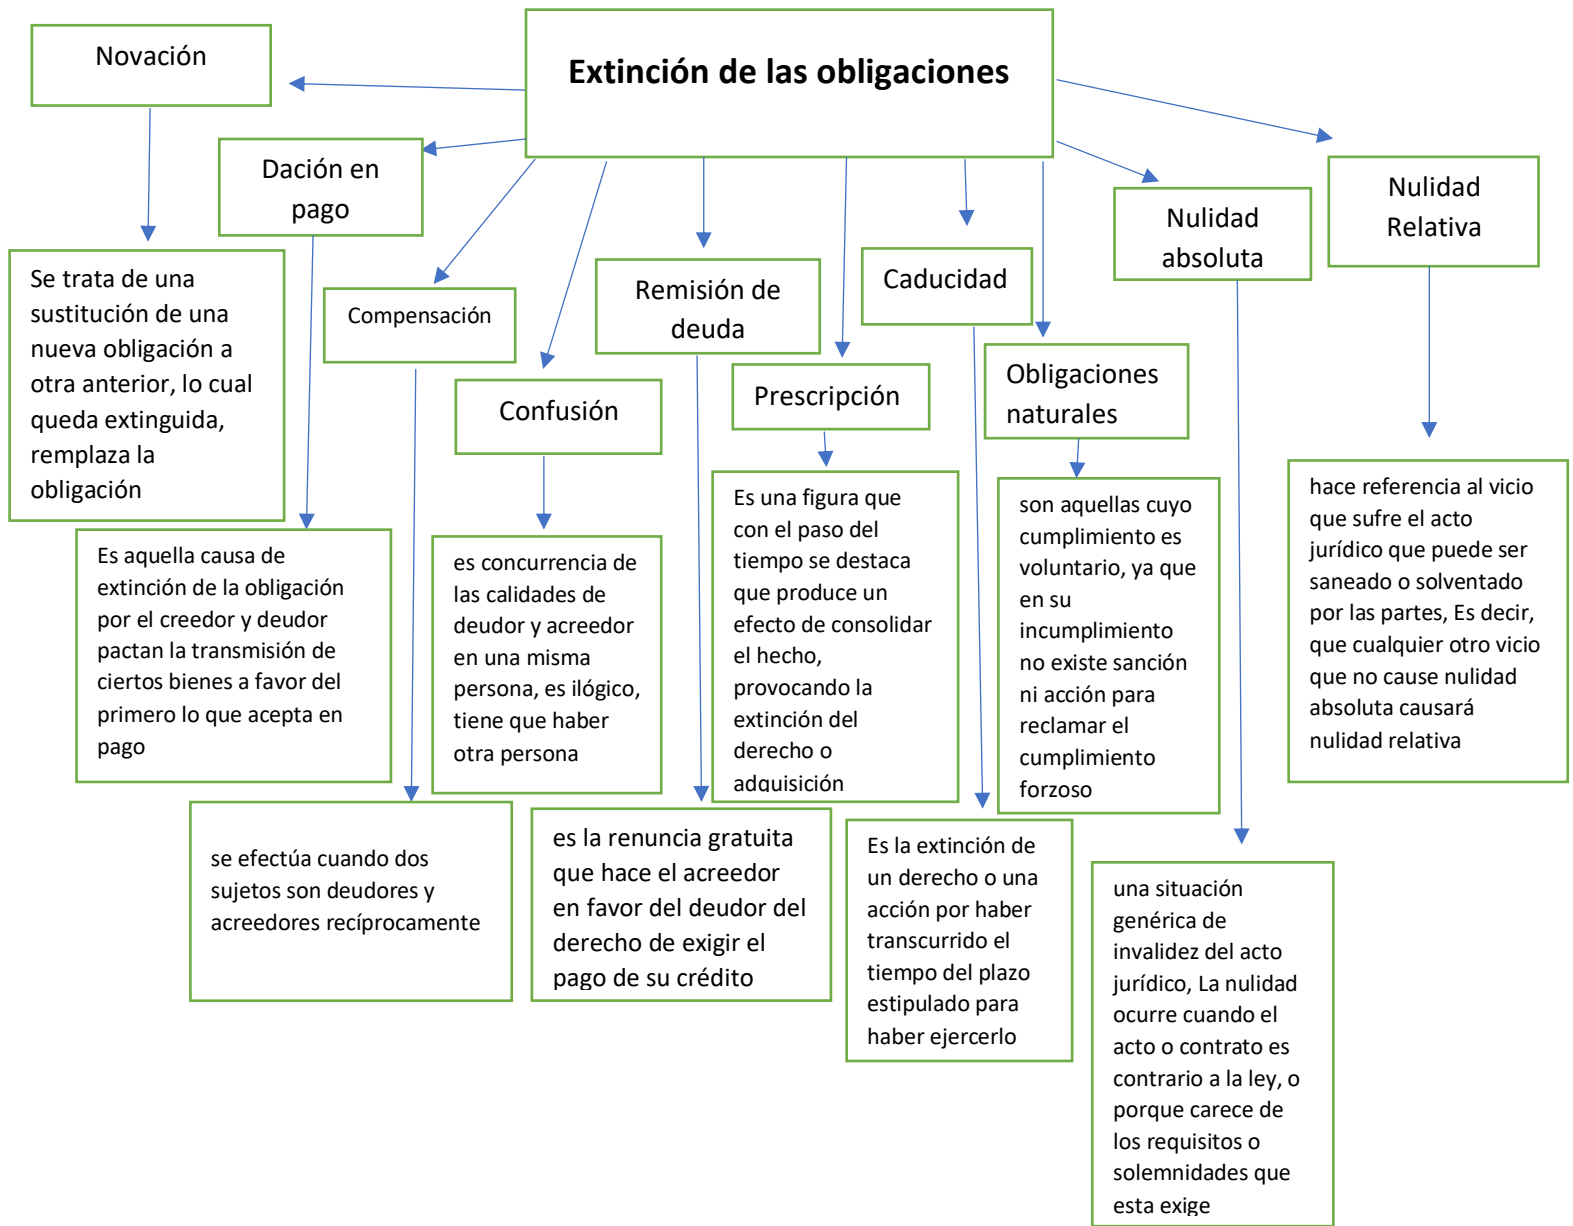 Extinción de las obligaciones
Novación
Se trata de una
sustitución de una
nueva obligación a
otra anterior, lo cual
queda extinguida,
remplaza la
obligación
Dación en
pago
Es aquella causa de
extinción de la obligación
por el creedor y deudor
pactan la transmisión de
ciertos bienes a favor del
primero lo que acepta en
pago
Compensación
se efectúa cuando dos
sujetos son deudores y
acreedores recíprocamente
Confusión
es concurrencia de
las calidades de
deudor y acreedor
en una misma
persona, es ilógico,
tiene que haber
otra persona
Remisión de
deuda
es la renuncia gratuita
que hace el acreedor
en favor del deudor del
derecho de exigir el
pago de su crédito
Prescripción
Es una figura que
con el paso del
tiempo se destaca
que produce un
efecto de consolidar
el hecho,
provocando la
extinción del
derecho o
adquisición
Caducidad
Es la extinción de
un derecho o una
acción por haber
transcurrido el
tiempo del plazo
estipulado para
haber ejercerlo
Obligaciones
naturales
son aquellas cuyo
cumplimiento es
voluntario, ya que
en su
incumplimiento
no existe sanción
ni acción para
reclamar el
cumplimiento
forzoso
Nulidad
absoluta
una situación
genérica de
invalidez del acto
jurídico, La nulidad
ocurre cuando el
acto o contrato es
contrario a la ley, o
porque carece de
los requisitos o
solemnidades que
esta exige
Nulidad
Relativa
hace referencia al vicio
que sufre el acto
jurídico que puede ser
saneado o solventado
por las partes, Es decir,
que cualquier otro vicio
que no cause nulidad
absoluta causará
nulidad relativa